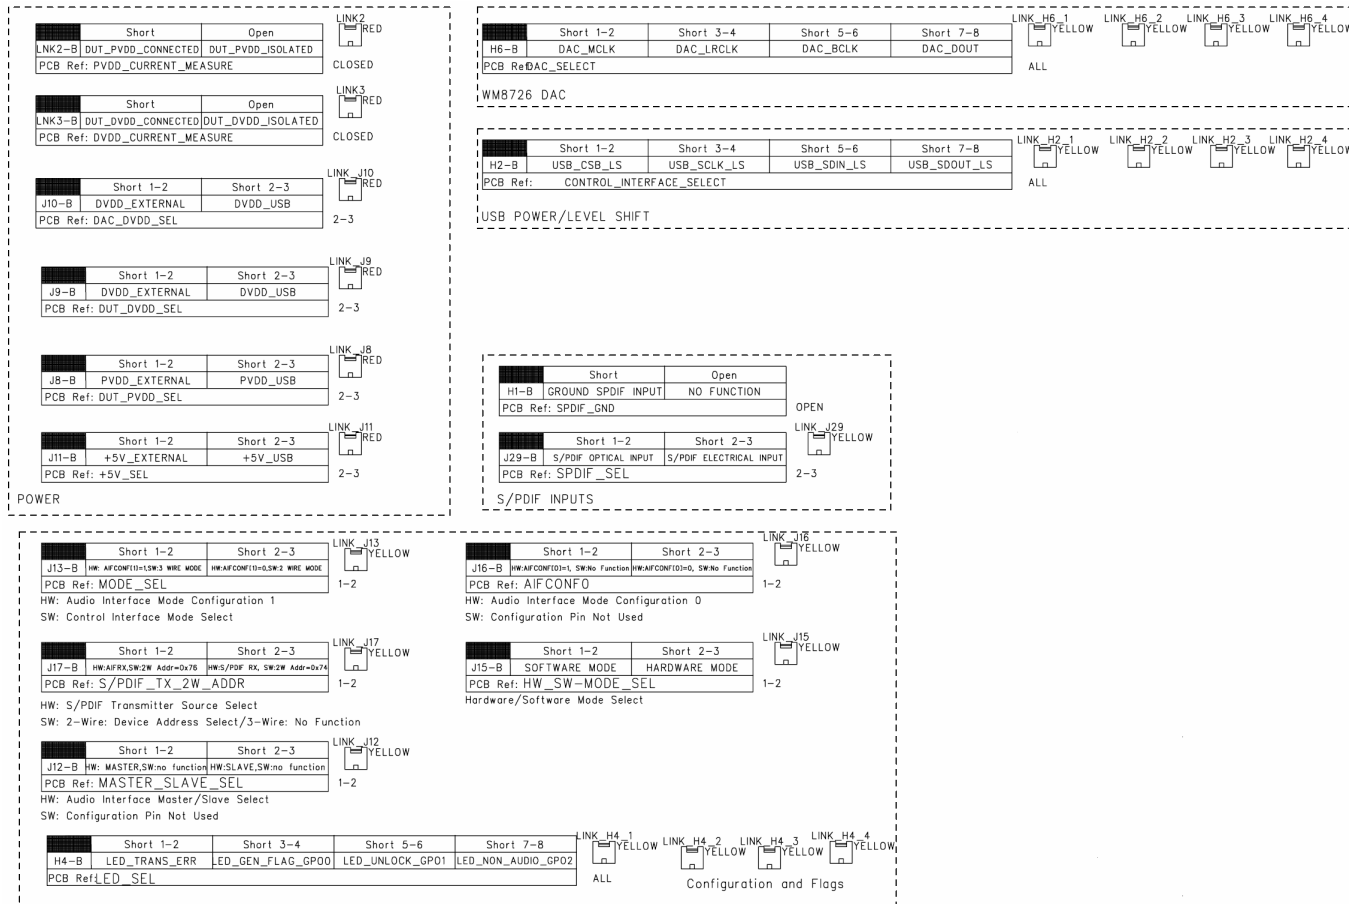 LINK2
RED
Short Open
LNK2-B DUT_PVDD_CONNECTED DUT_PVDD_ISOLATED
PCB Ref: PVDD_CURRENT_MEASURE
CLOSED
LINK3
RED
Short Open
LNK3-B DUT_DVDD_CONNECTED DUT_DVDD_ISOLATED
PCB Ref: DVDD_CURRENT_MEASURE
CLOSED
LINK_J10
RED
Short 1-2 Short 2-3
J10-B DVDD_EXTERNAL DVDD_USB
PCB Ref: DAC_DVDD_SEL
2-3
LINK_J9
RED
Short 1-2 Short 2-3
J9-B DVDD_EXTERNAL DVDD_USB
PCB Ref: DUT_DVDD_SEL
2-3
LINK_J8
RED
Short 1-2 Short 2-3
J8-B PVDD_EXTERNAL PVDD_USB
PCB Ref: DUT_PVDD_SEL
2-3
LINK_J11
RED
Short 1-2 Short 2-3
J11-B +5V_EXTERNAL +5V_USB
PCB Ref: +5V_SEL
2-3
POWER
LINK_H6_1 LINK_H6_2 LINK_H6_3 LINK_H6_4
YELLOW YELLOW YELLOW YELLOW
Short 1-2 Short 3-4 Short 5-6 Short 7-8
H6-B DAC_MCLK DAC_LRCLK DAC_BCLK DAC_DOUT
PCB Ref: DAC_SELECT
ALL
WM8726 DAC
LINK_H2_1 LINK_H2_2 LINK_H2_3 LINK_H2_4
YELLOW YELLOW YELLOW YELLOW
Short 1-2 Short 3-4 Short 5-6 Short 7-8
H2-B USB_CSB_LS USB_SCLK_LS USB_SDIN_LS USB_SDOUT_LS
PCB Ref: CONTROL_INTERFACE_SELECT
ALL
USB POWER/LEVEL SHIFT
Short Open
H1-B GROUND SPDIF INPUT NO FUNCTION
PCB Ref: SPDIF_GND
OPEN
LINK_J29
YELLOW
Short 1-2 Short 2-3
J29-B S/PDIF OPTICAL INPUT S/PDIF ELECTRICAL INPUT
PCB Ref: SPDIF_SEL
2-3
S/PDIF INPUTS
LINK_J13
YELLOW
Short 1-2 Short 2-3
J13-B HW: AIFCONF[1]=1,SW:3 WIRE MODE HW:AIFCONF[1]=0,SW:2 WIRE MODE
PCB Ref: MODE_SEL
1-2
HW: Audio Interface Mode Configuration 1
SW: Control Interface Mode Select
LINK_J16
YELLOW
Short 1-2 Short 2-3
J16-B HW:AIFCONF[0]=1, SW:No Function HW:AIFCONF[0]=0, SW:No Function
PCB Ref: AIFCONF0
1-2
HW: Audio Interface Mode Configuration 0
SW: Configuration Pin Not Used
LINK_J17
YELLOW
Short 1-2 Short 2-3
J17-B HW:AIFRX,SW:2W Addr=0x76 HW:S/PDIF RX, SW:2W Addr=0x74
PCB Ref: S/PDIF_TX_2W_ADDR
1-2
HW: S/PDIF Transmitter Source Select
SW: 2-Wire: Device Address Select/3-Wire: No Function
LINK_J15
YELLOW
Short 1-2 Short 2-3
J15-B SOFTWARE MODE HARDWARE MODE
PCB Ref: HW_SW-MODE_SEL
1-2
Hardware/Software Mode Select
LINK_J12
YELLOW
Short 1-2 Short 2-3
J12-B HW: MASTER,SW:no function HW:SLAVE,SW:no function
PCB Ref: MASTER_SLAVE_SEL
1-2
HW: Audio Interface Master/Slave Select
SW: Configuration Pin Not Used
LINK_H4_1 LINK_H4_2 LINK_H4_3 LINK_H4_4
YELLOW YELLOW YELLOW YELLOW
Short 1-2 Short 3-4 Short 5-6 Short 7-8
H4-B LED_TRANS_ERR LED_GEN_FLAG_GPO0 LED_UNLOCK_GPO1 LED_NON_AUDIO_GPO2
PCB Ref: LED_SEL
ALL
Configuration and Flags